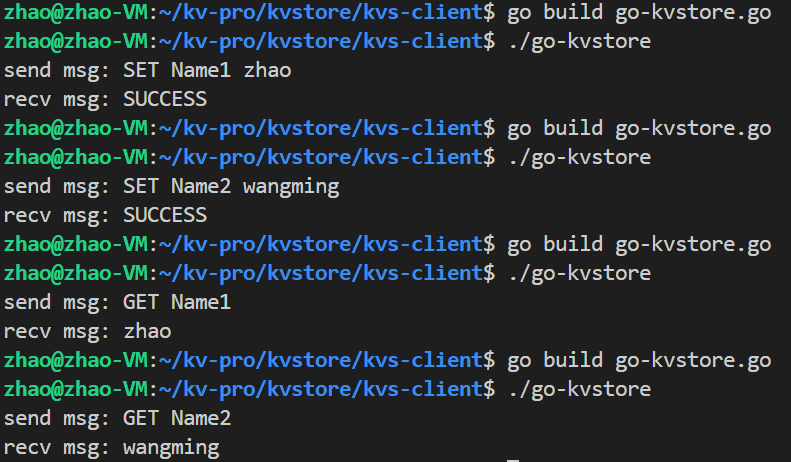 zhao@zhao-VM:~/kv-pro/kvstore/kvs-client$ go build go-kvstore.go
zhao@zhao-VM:~/kv-pro/kvstore/kvs-client$ ./go-kvstore
send msg: SET Name1 zhao
recv msg: SUCCESS
zhao@zhao-VM:~/kv-pro/kvstore/kvs-client$ go build go-kvstore.go
zhao@zhao-VM:~/kv-pro/kvstore/kvs-client$ ./go-kvstore
send msg: SET Name2 wangming
recv msg: SUCCESS
zhao@zhao-VM:~/kv-pro/kvstore/kvs-client$ go build go-kvstore.go
zhao@zhao-VM:~/kv-pro/kvstore/kvs-client$ ./go-kvstore
send msg: GET Name1
recv msg: zhao
zhao@zhao-VM:~/kv-pro/kvstore/kvs-client$ go build go-kvstore.go
zhao@zhao-VM:~/kv-pro/kvstore/kvs-client$ ./go-kvstore
send msg: GET Name2
recv msg: wangming